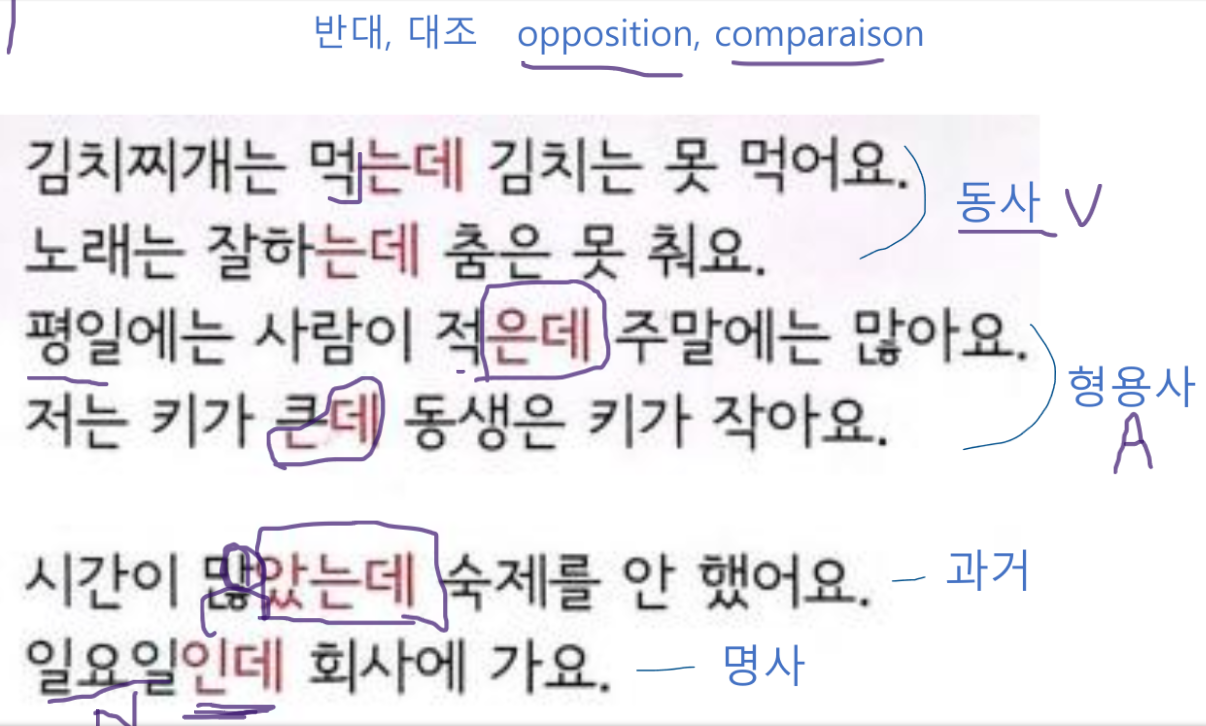 반대, 대조 opposition, comparaison
김치찌개는 먹는데 김치는 못 먹어요.
노래는 잘하는데 춤은 못 춰요.
동사 V
평일에는 사람이 적은데 주말에는 많아요.
저는 키가 큰데 동생은 키가 작아요.
형용사
A
시간이 많았는데 숙제를 안 했어요. - 과거
일요일인데 회사에 가요. - 명사
N